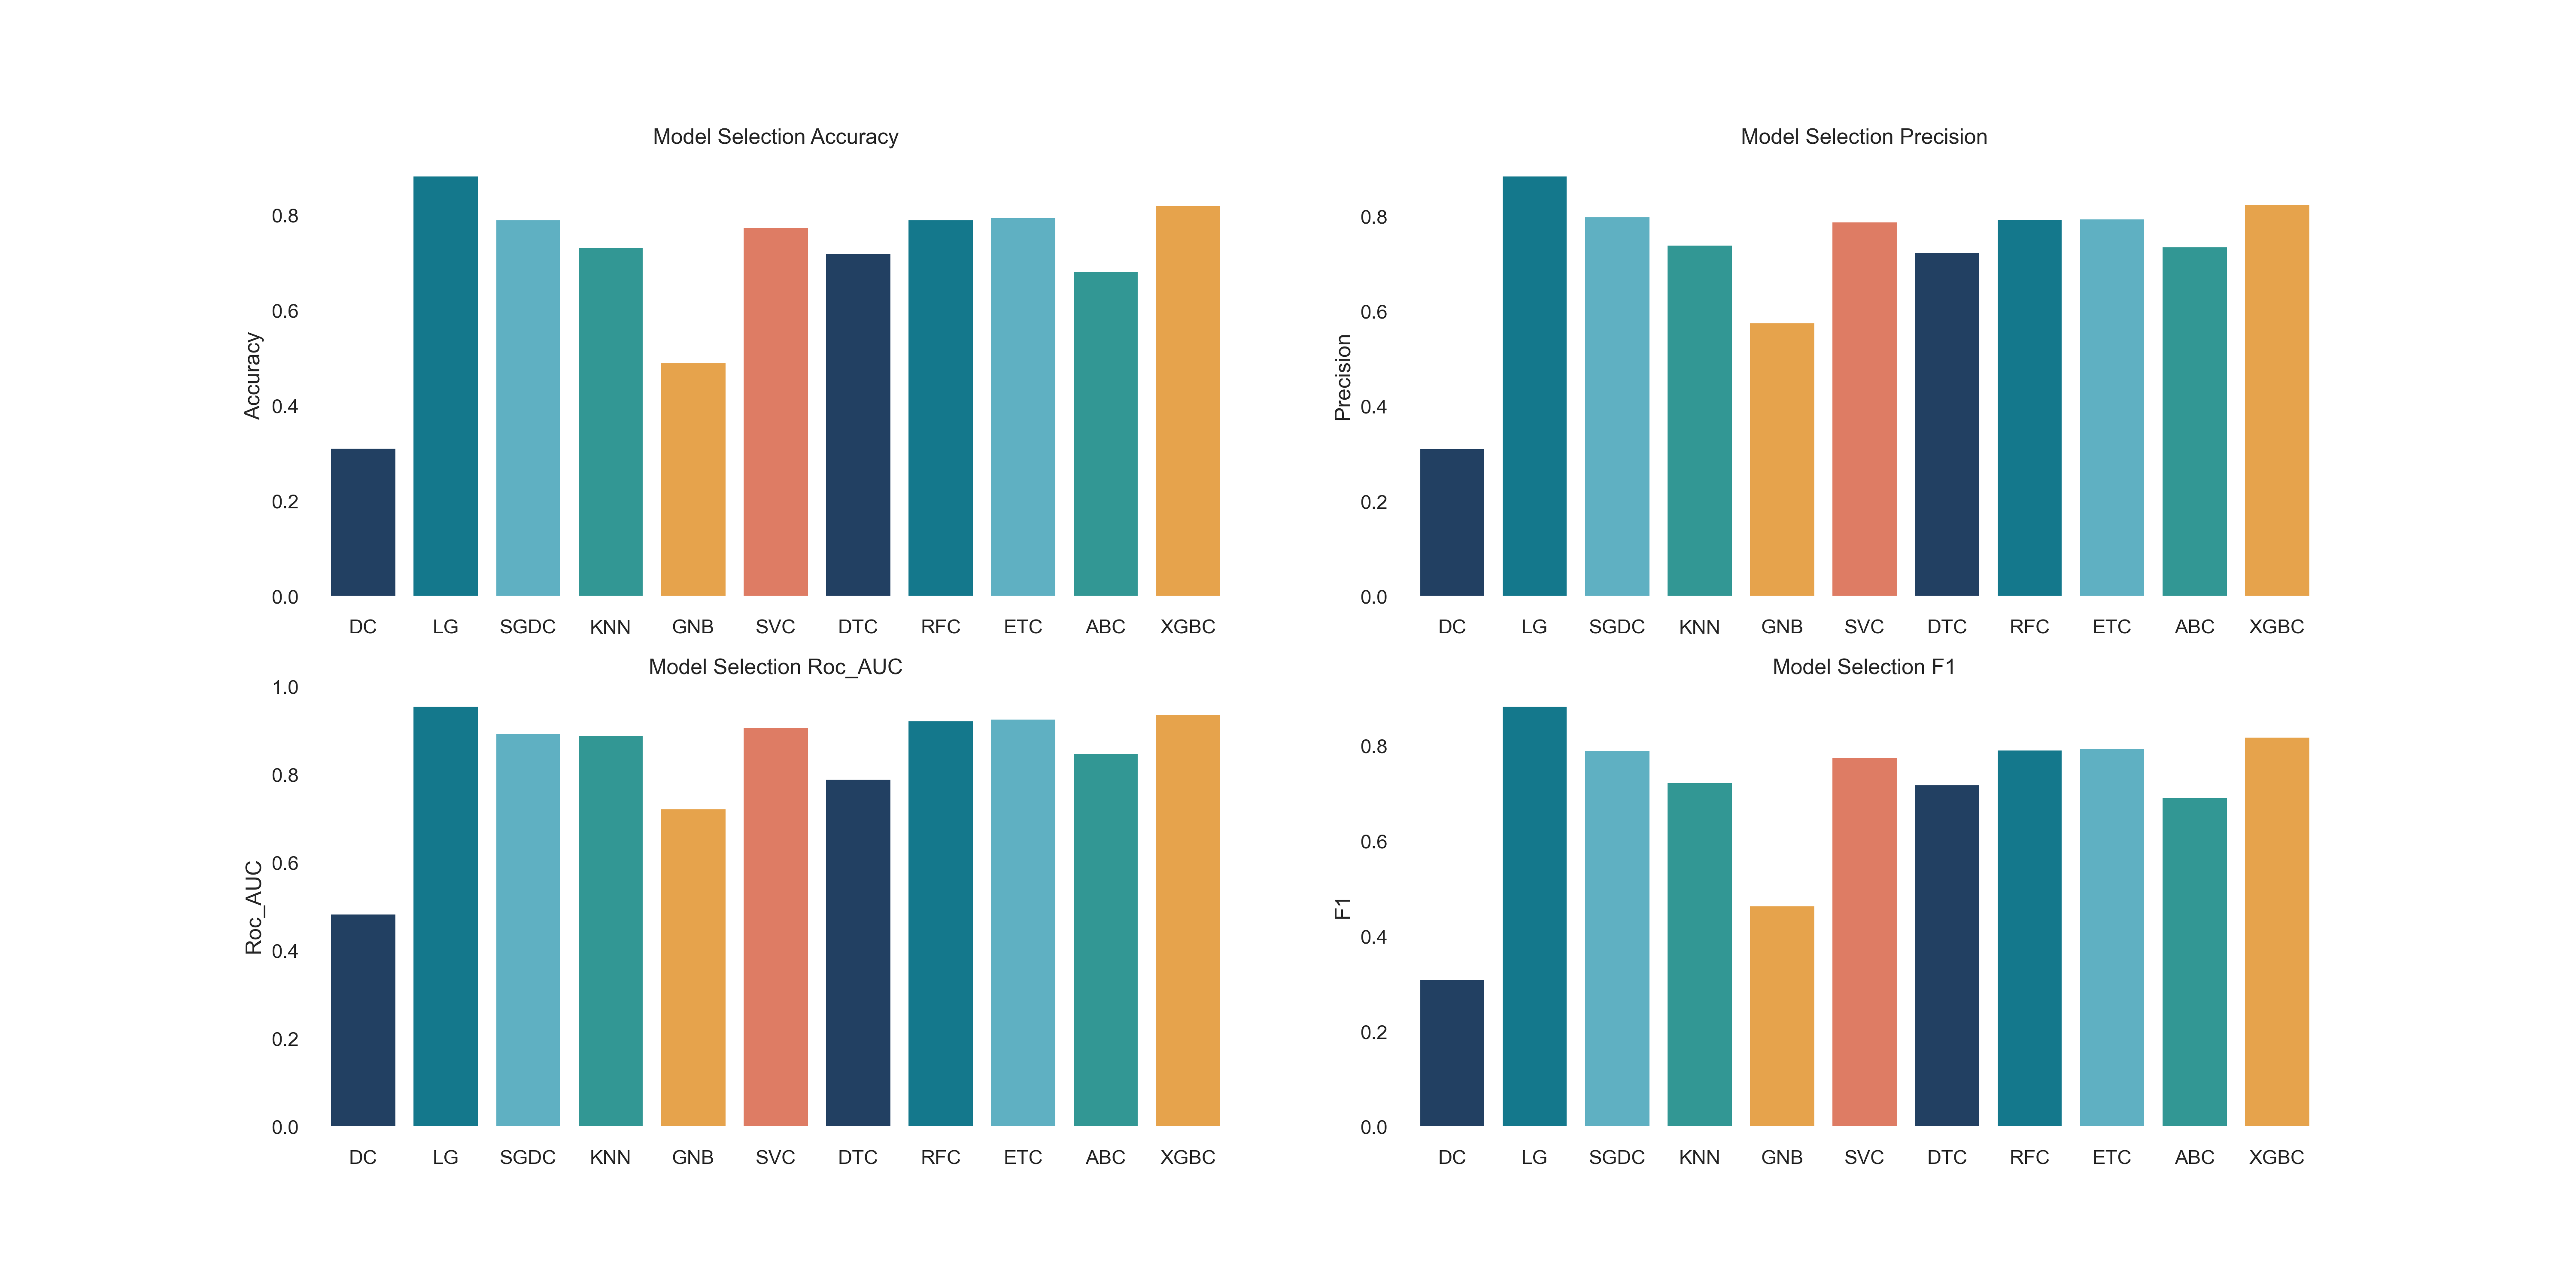 Model Selection Accuracy
Accuracy
0.8
0.6
0.4
0.2
0.0
DC LG SGDC KNN GNB SVC DTC RFC ETC ABC XGBC
Model Selection Precision
Precision
0.8
0.6
0.4
0.2
0.0
DC LG SGDC KNN GNB SVC DTC RFC ETC ABC XGBC
Model Selection Roc_AUC
Roc_AUC
1.0
0.8
0.6
0.4
0.2
0.0
DC LG SGDC KNN GNB SVC DTC RFC ETC ABC XGBC
Model Selection F1
F1
0.8
0.6
0.4
0.2
0.0
DC LG SGDC KNN GNB SVC DTC RFC ETC ABC XGBC